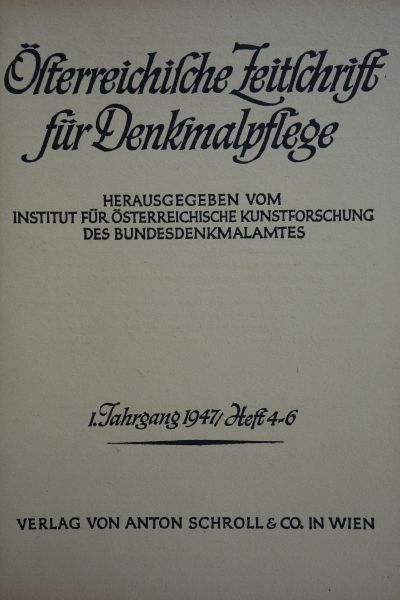 Österreichische Zeitschrift
für Denkmalpflege
HERAUSGEGEBEN VOM
INSTITUT FÜR ÖSTERREICHISCHE KUNSTFORSCHUNG
DES BUNDESDENKMALAMTES
1. Jahrgang 1947 / Heft 4-6
VERLAG VON ANTON SCHROLL & CO. IN WIEN